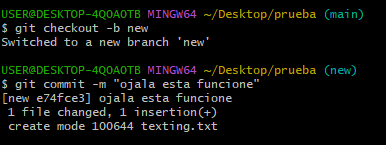 USER@DESKTOP-4Q0AOTB MINGW64 ~/Desktop/prueba (main)
$ git checkout -b new
Switched to a new branch 'new'
USER@DESKTOP-4Q0AOTB MINGW64 ~/Desktop/prueba (new)
$ git commit -m "ojala esta funcione"
[new e74fce3] ojala esta funcione
1 file changed, 1 insertion(+)
create mode 100644 texting.txt